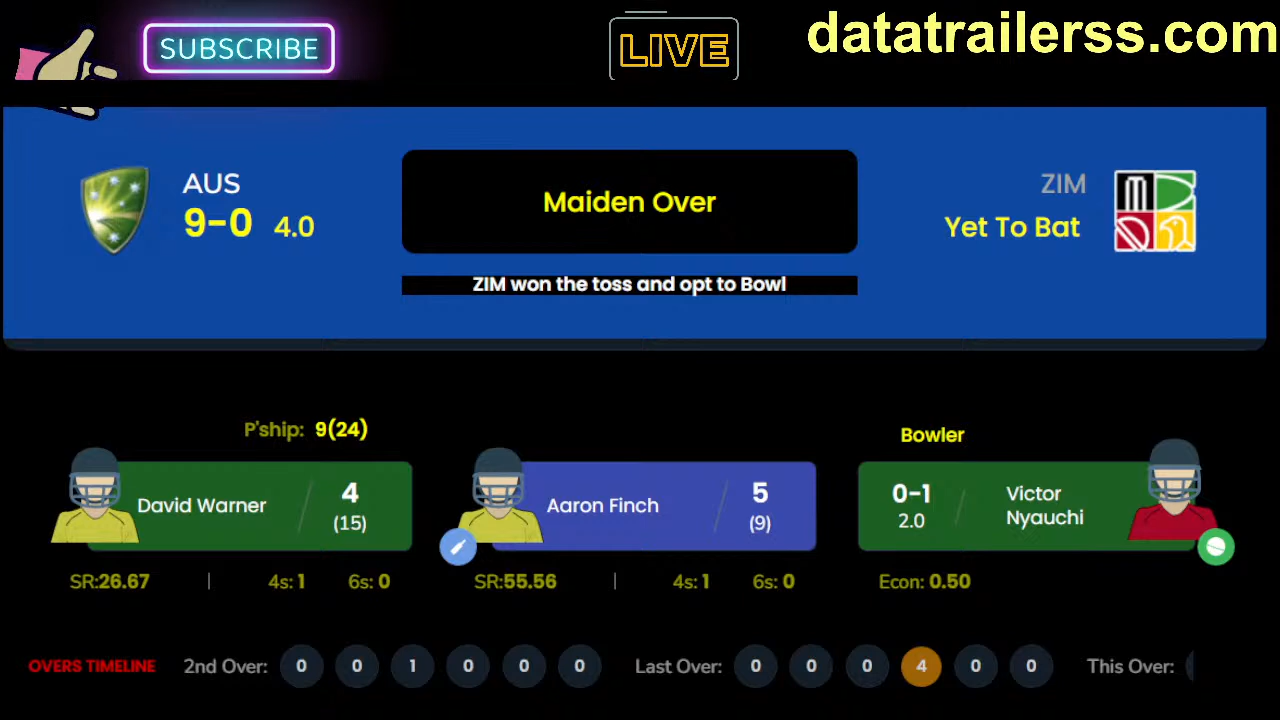 SUBSCRIBE
LIVE
datatrailerss.com
AUS
9-0 4.0
Maiden Over
ZIM won the toss and opt to Bowl
ZIM
Yet To Bat
P'ship: 9(24)
Bowler
David Warner
4
(15)
Aaron Finch
5
(9)
0-1
2.0
Victor
Nyauchi
SR:26.67 | 4s: 1 6s: 0
SR:55.56 | 4s: 1 6s: 0
Econ: 0.50
OVERS TIMELINE 2nd Over: 0 0 1 0 0 0 Last Over: 0 0 0 4 0 0 This Over: